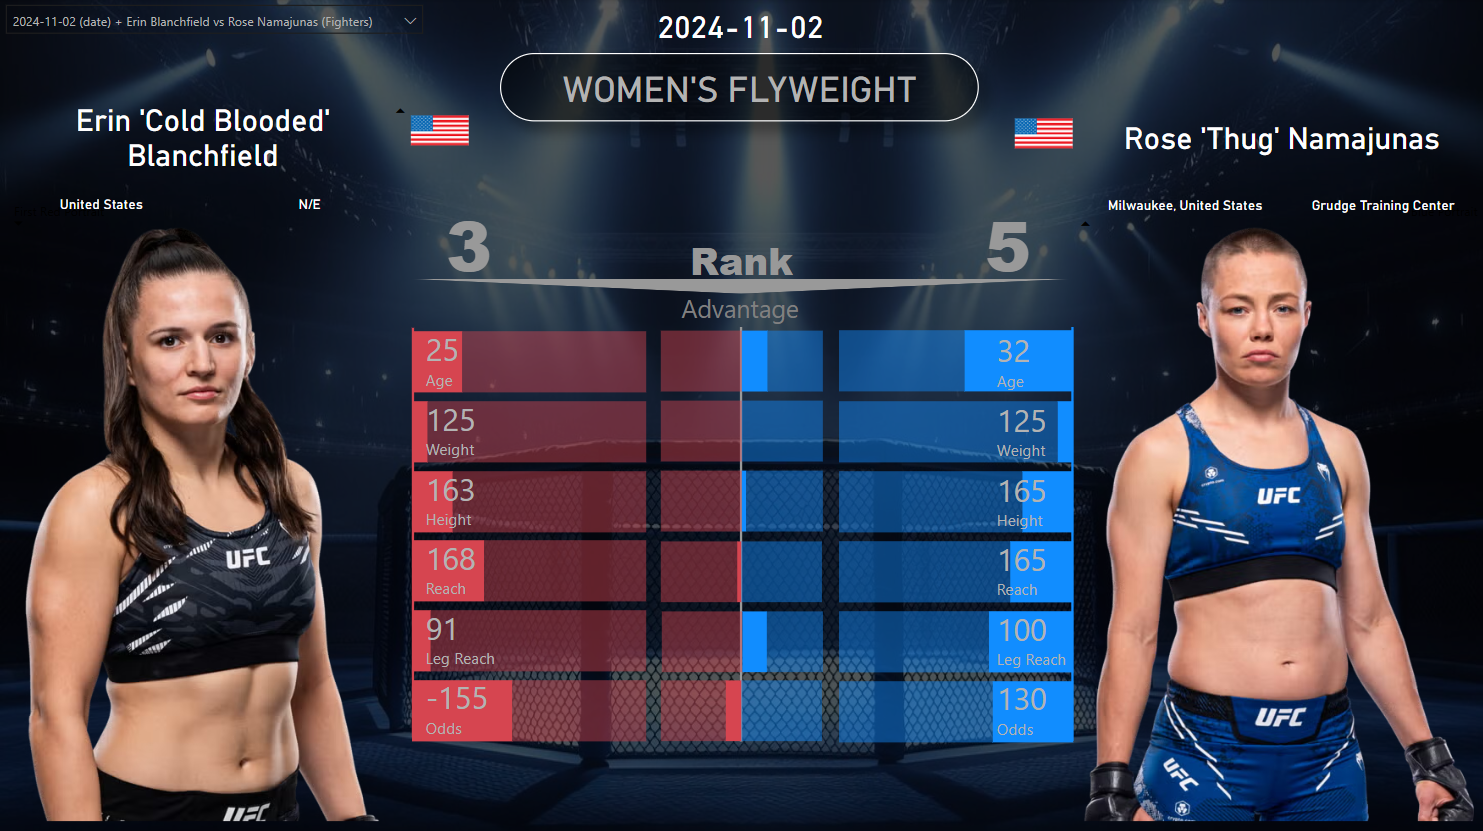 2024-11-02 (date) + Erin Blanchfield vs Rose Namajunas (Fighters)
2024-11-02
WOMEN'S FLYWEIGHT
Erin 'Cold Blooded'
Blanchfield
Rose 'Thug' Namajunas
United States
N/E
Milwaukee, United States
Grudge Training Center
3
Rank
5
Advantage
25
Age
32
Age
125
Weight
125
Weight
163
Height
165
Height
168
Reach
165
Reach
91
Leg Reach
100
Leg Reach
-155
Odds
130
Odds
UFC
UFC
UFC
UFC
UFC